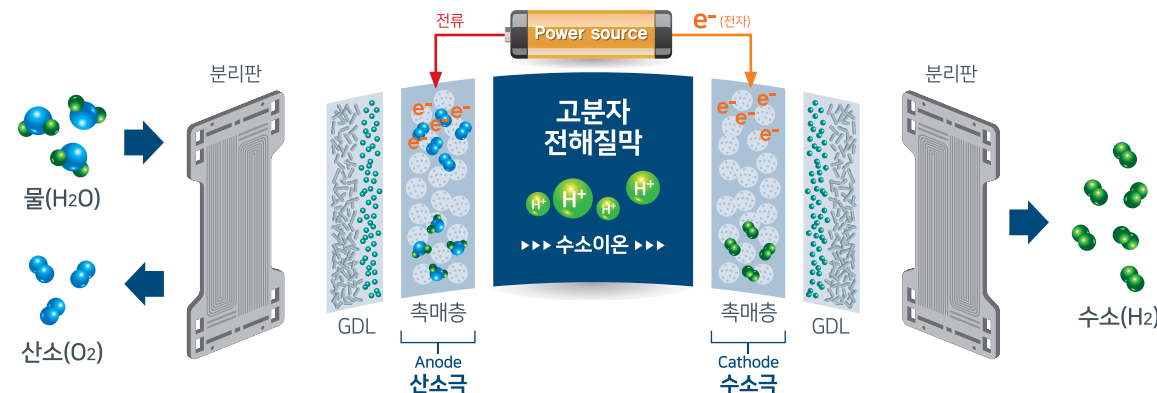 전류
Power source
e⁻ (전자)
분리판
분리판
e⁻
e⁻
e⁻
e⁻
e⁻
e⁻
e⁻
e⁻
고분자
전해질막
H⁺
H⁺
H⁺
H⁺
▶▶▶ 수소이온 ▶▶▶
물(H₂O)
산소(O₂)
수소(H₂)
GDL
촉매층
촉매층
GDL
Anode
산소극
Cathode
수소극